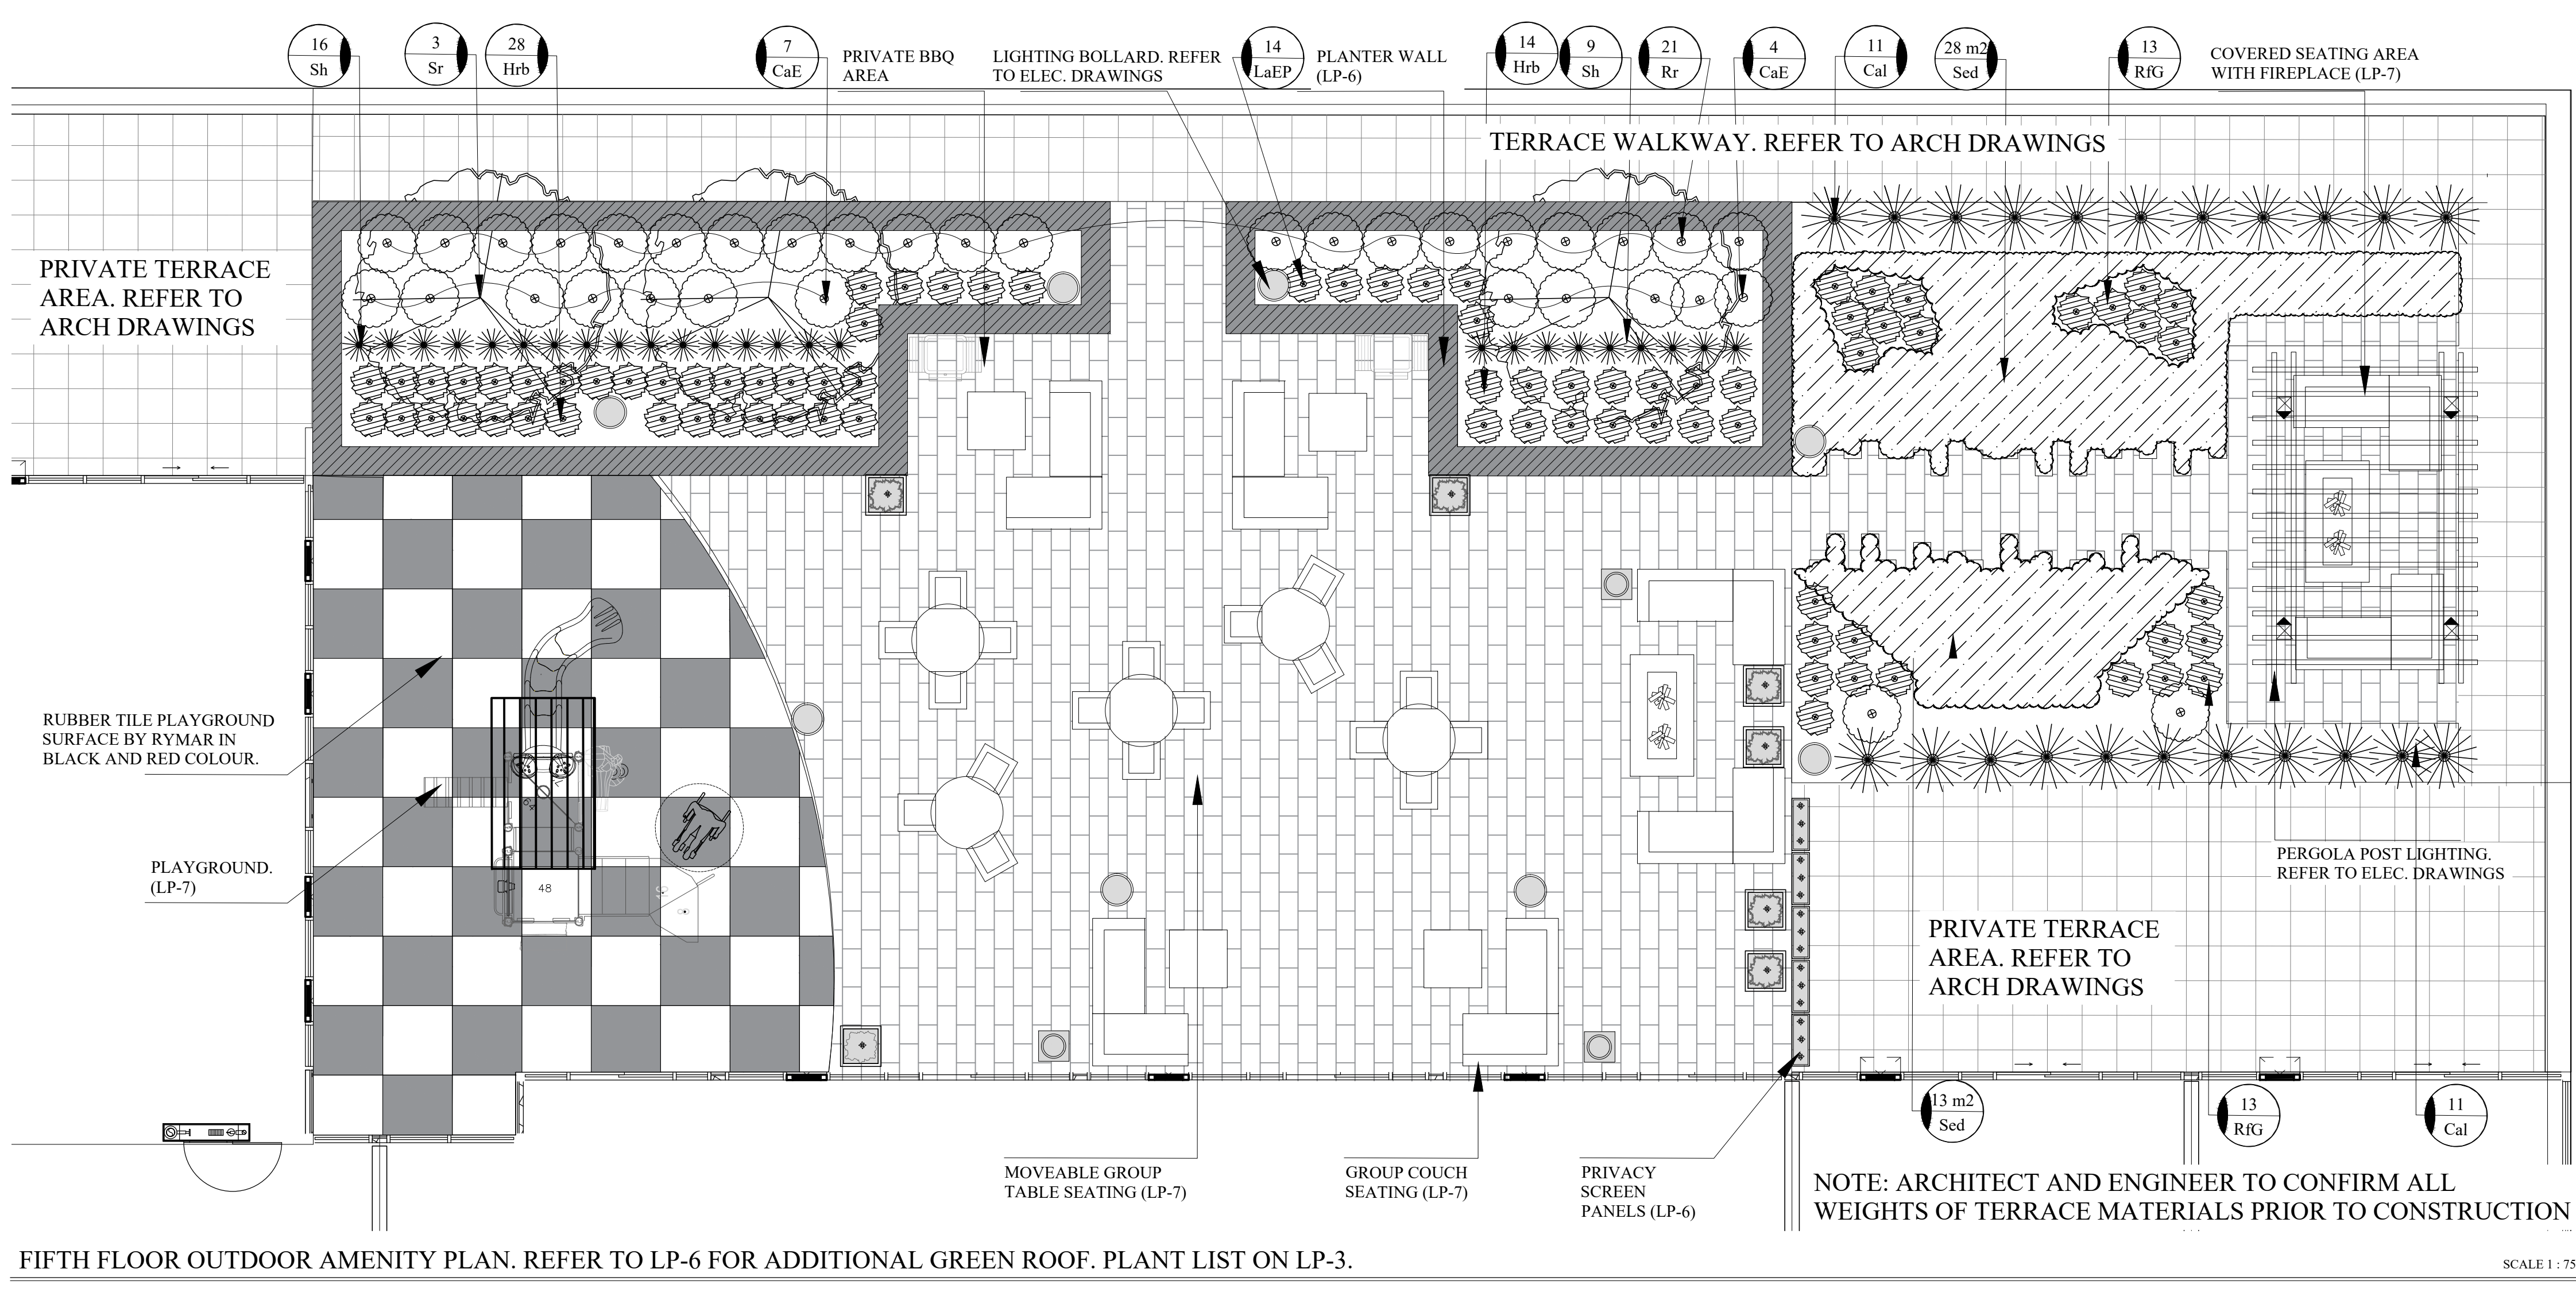 16
Sh
3
Sr
28
Hrb
7
CaE
PRIVATE BBQ
AREA
LIGHTING BOLLARD. REFER
TO ELEC. DRAWINGS
14
LaEP
PLANTER WALL
(LP-6)
14
Hrb
9
Sh
21
Rr
4
CaE
11
Cal
28 m2
Sed
13
RfG
COVERED SEATING AREA
WITH FIREPLACE (LP-7)
TERRACE WALKWAY. REFER TO ARCH DRAWINGS
PRIVATE TERRACE
AREA. REFER TO
ARCH DRAWINGS
RUBBER TILE PLAYGROUND
SURFACE BY RYMAR IN
BLACK AND RED COLOUR.
PLAYGROUND.
(LP-7)
48
PERGOLA POST LIGHTING.
REFER TO ELEC. DRAWINGS
PRIVATE TERRACE
AREA. REFER TO
ARCH DRAWINGS
13 m2
Sed
13
RfG
11
Cal
MOVEABLE GROUP
TABLE SEATING (LP-7)
GROUP COUCH
SEATING (LP-7)
PRIVACY
SCREEN
PANELS (LP-6)
NOTE: ARCHITECT AND ENGINEER TO CONFIRM ALL
WEIGHTS OF TERRACE MATERIALS PRIOR TO CONSTRUCTION
FIFTH FLOOR OUTDOOR AMENITY PLAN. REFER TO LP-6 FOR ADDITIONAL GREEN ROOF. PLANT LIST ON LP-3.
SCALE 1 : 75